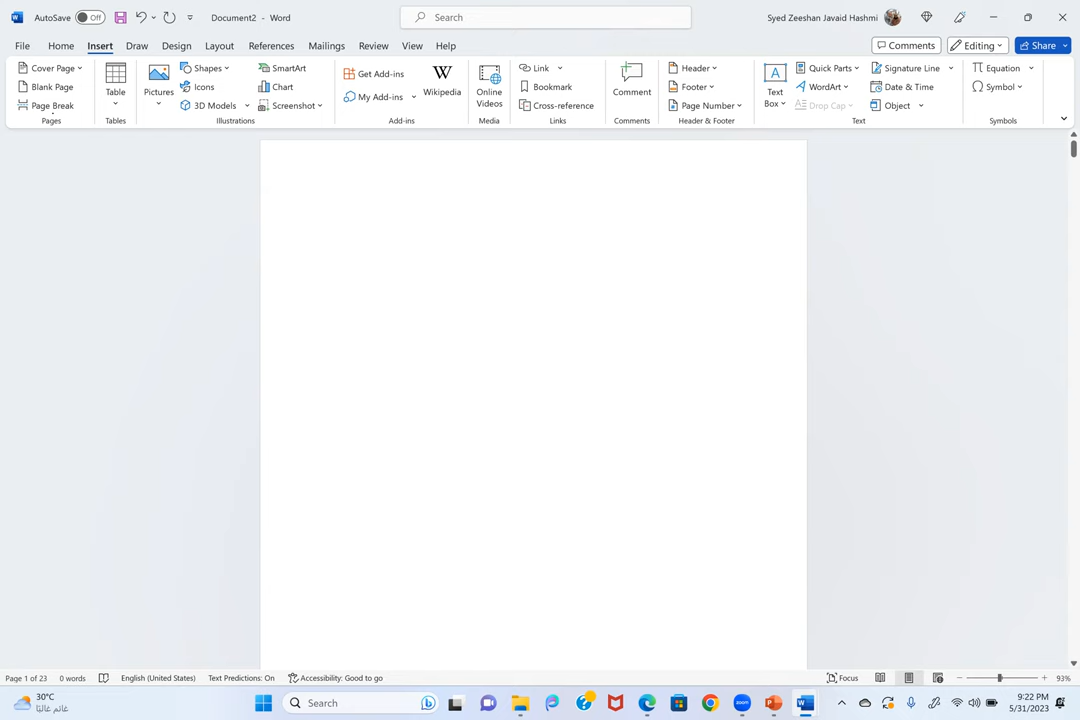 AutoSave Off Document2 - Word Search Syed Zeeshan Javaid Hashmi
File Home Insert Draw Design Layout References Mailings Review View Help Comments Editing Share
Cover Page
Blank Page
Page Break
Pages
Table
Tables
Pictures
Shapes
Icons
3D Models
SmartArt
Chart
Screenshot
Illustrations
Get Add-ins
My Add-ins
W
Wikipedia
Add-ins
Online
Videos
Media
Link
Bookmark
Cross-reference
Links
Comment
Comments
Header
Footer
Page Number
Header & Footer
A
Text
Box
Quick Parts
WordArt
Drop Cap
Signature Line
Date & Time
Object
Text
Equation
Symbol
Symbols
Page 1 of 23 0 words English (United States) Text Predictions: On Accessibility: Good to go Focus 93%
30°C
غائم غالبًا
Search
zoom
9:22 PM
5/31/2023